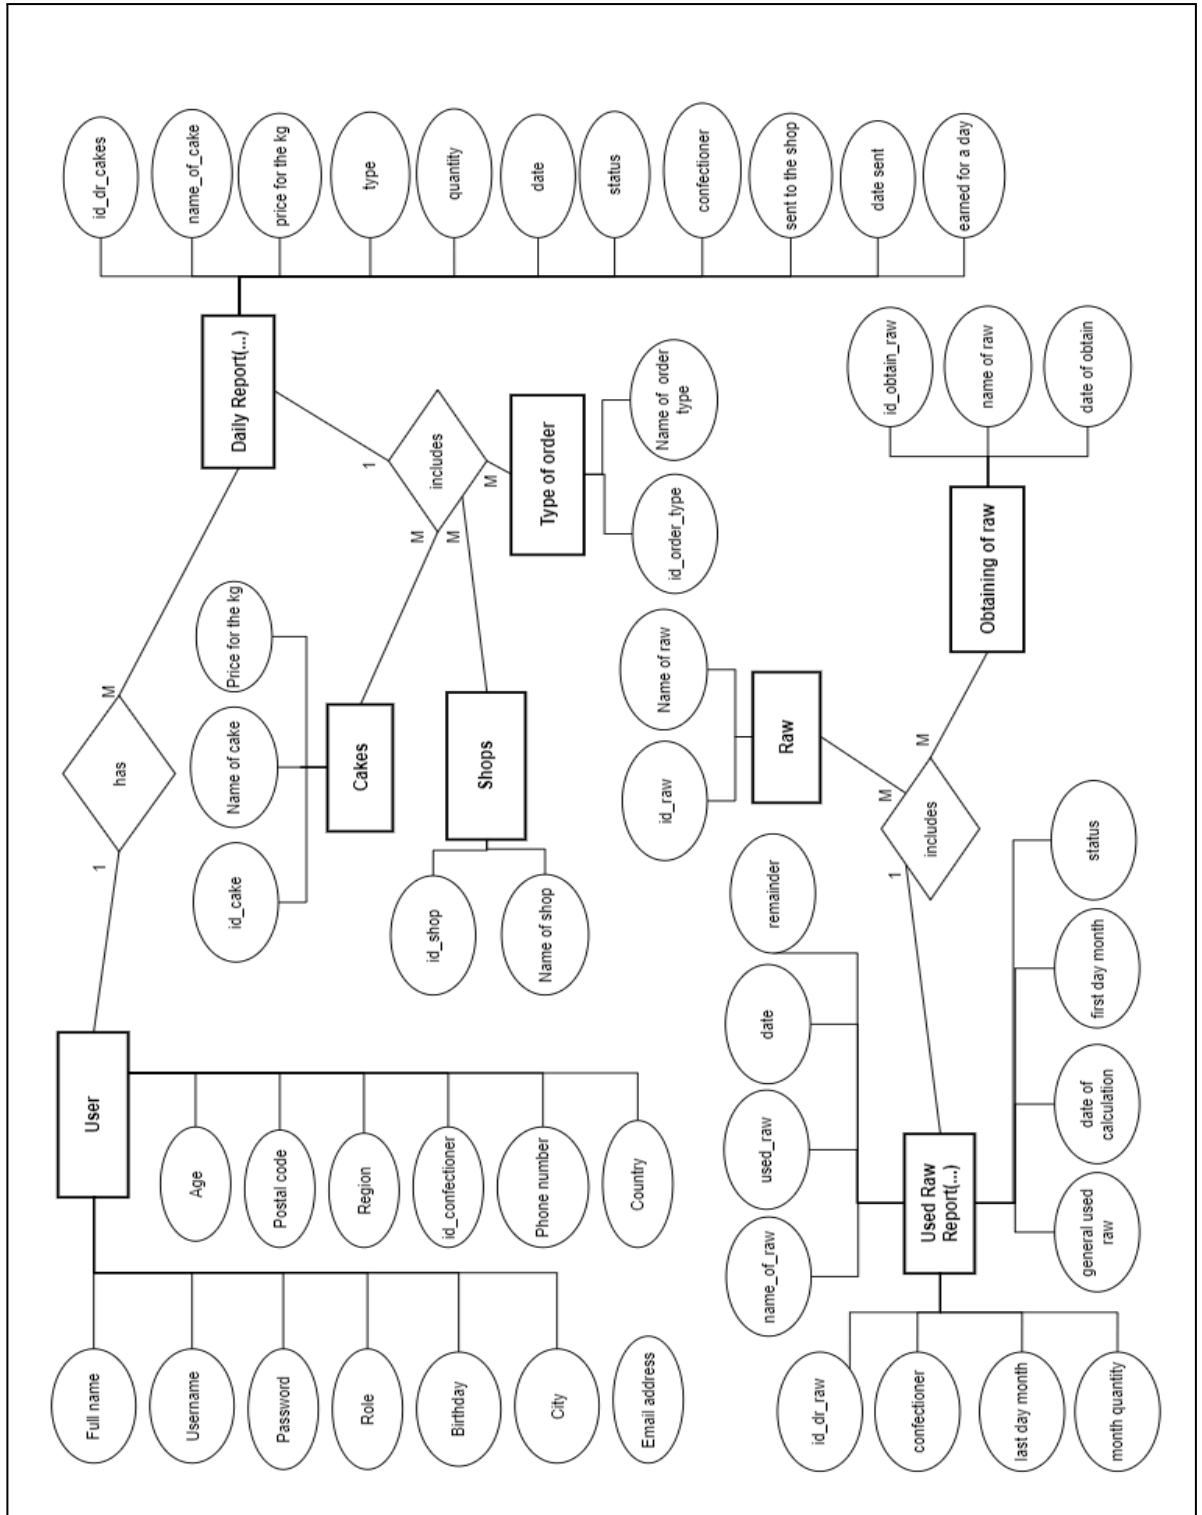 Full name
Username
Password
Role
Birthday
City
Email address
User
Age
Postal code
Region
id_confectioner
Phone number
Country
1
has
M
Daily Report(...)
id_dr_cakes
name_of_cake
price for the kg
type
quantity
date
status
confectioner
sent to the shop
date sent
earned for a day
id_cake
Name of cake
Price for the kg
Cakes
id_shop
Name of shop
Shops
M
M
1
includes
M
Type of order
id_order_type
Name of order
type
id_raw
Name of raw
Raw
id_dr_raw
confectioner
last day month
month quantity
name_of_raw
used_raw
date
remainder
Used Raw
Report(...)
general used
raw
date of
calculation
first day month
status
1
includes
M
M
Obtaining of raw
id_obtain_raw
name of raw
date of obtain